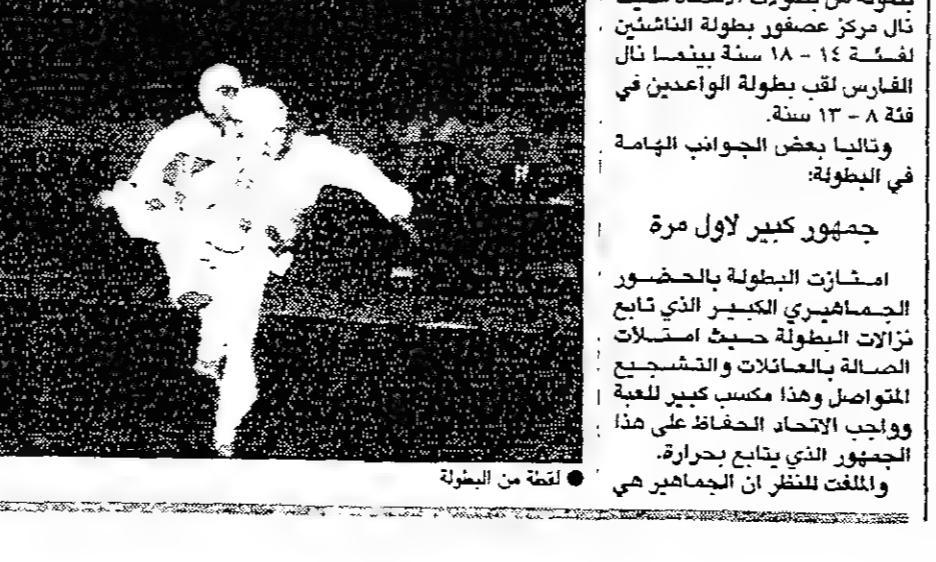 نال مركز عصفور بطولة الناشئين
لفئة ١٤ - ١٨ سنة بينما نال
الفارس لقب بطولة الواعدين في
فئة ٨ - ١٣ سنة.
وتاليا بعض الجوانب الهامة
في البطولة:
جمهور كبير لاول مرة
امتازت البطولة بالحضور
الجماهيري الكبير الذي تابع
نزالات البطولة حيث امتلات
الصالة بالعائلات والتشجيع
المتواصل وهذا مكسب كبير للعبة
وواجب الاتحاد الحفاظ على هذا
الجمهور الذي يتابع بحرارة.
والملفت للنظر ان الجماهير هي
● لقطة من البطولة